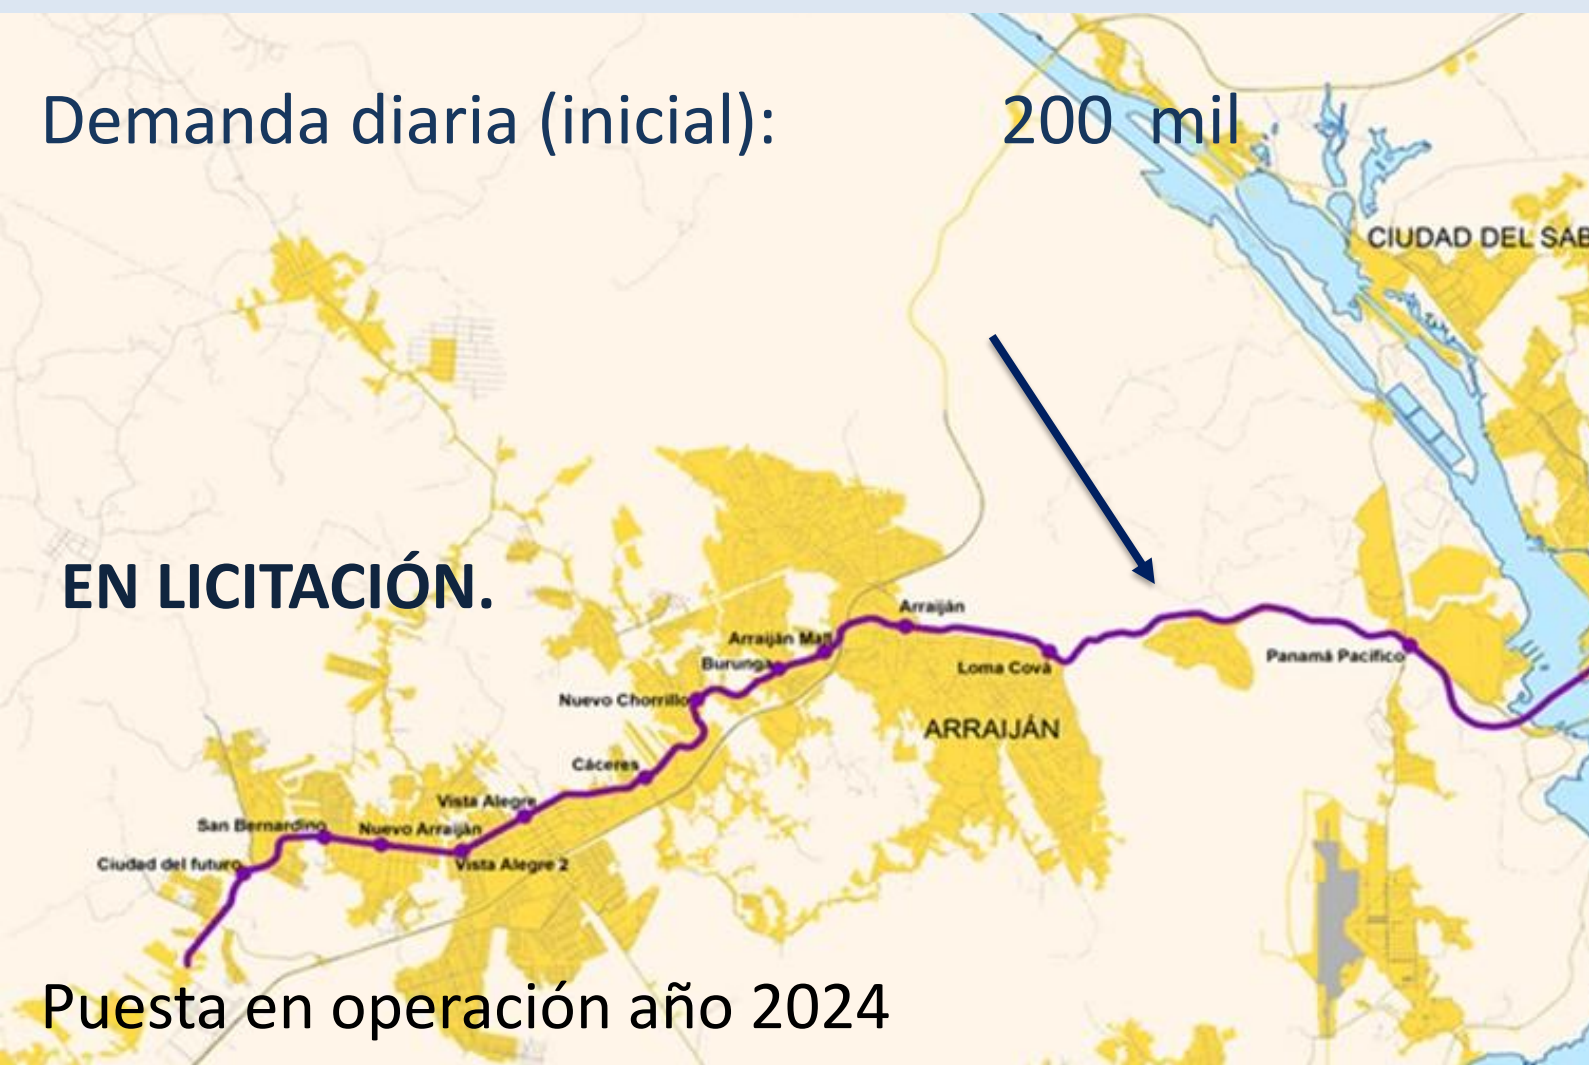 Demanda diaria (inicial): 200 mil
CIUDAD DEL SAB
EN LICITACIÓN.
Arraiján
Arraiján Mall
Burunga
Loma Cová
Panamá Pacífico
Nuevo Chorrillo
ARRAIJÁN
Cáceres
Vista Alegre
San Bernardino
Nuevo Arraiján
Ciudad del futuro
Vista Alegre 2
Puesta en operación año 2024